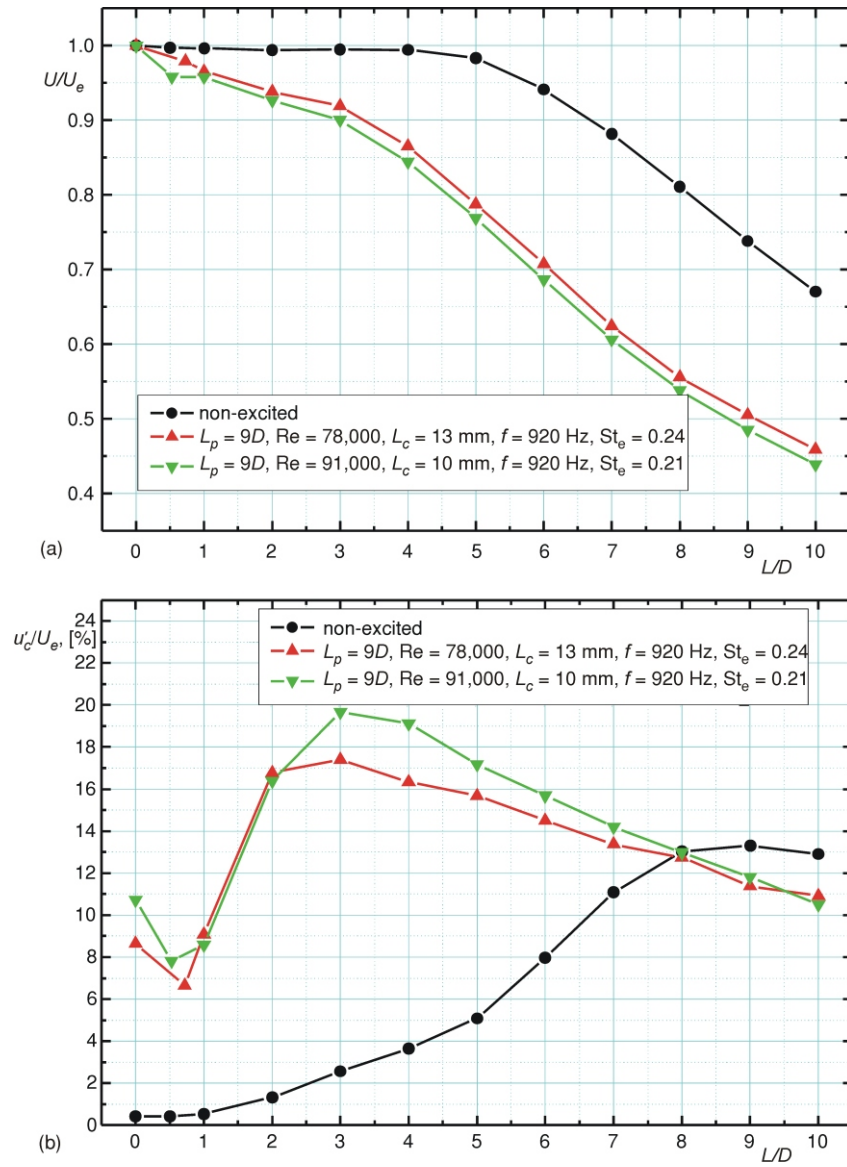 1.0
U/Uₑ
0.9
0.8
0.7
0.6
0.5
0.4
non-excited
Lₚ = 9D, Re = 78,000, L_c = 13 mm, f = 920 Hz, Stₑ = 0.24
Lₚ = 9D, Re = 91,000, L_c = 10 mm, f = 920 Hz, Stₑ = 0.21
(a)
0 1 2 3 4 5 6 7 8 9 10
L/D
24
u′_c/Uₑ, [%]
22
20
18
16
14
12
10
8
6
4
2
0
non-excited
Lₚ = 9D, Re = 78,000, L_c = 13 mm, f = 920 Hz, Stₑ = 0.24
Lₚ = 9D, Re = 91,000, L_c = 10 mm, f = 920 Hz, Stₑ = 0.21
0 1 2 3 4 5 6 7 8 9 10
(b)
L/D